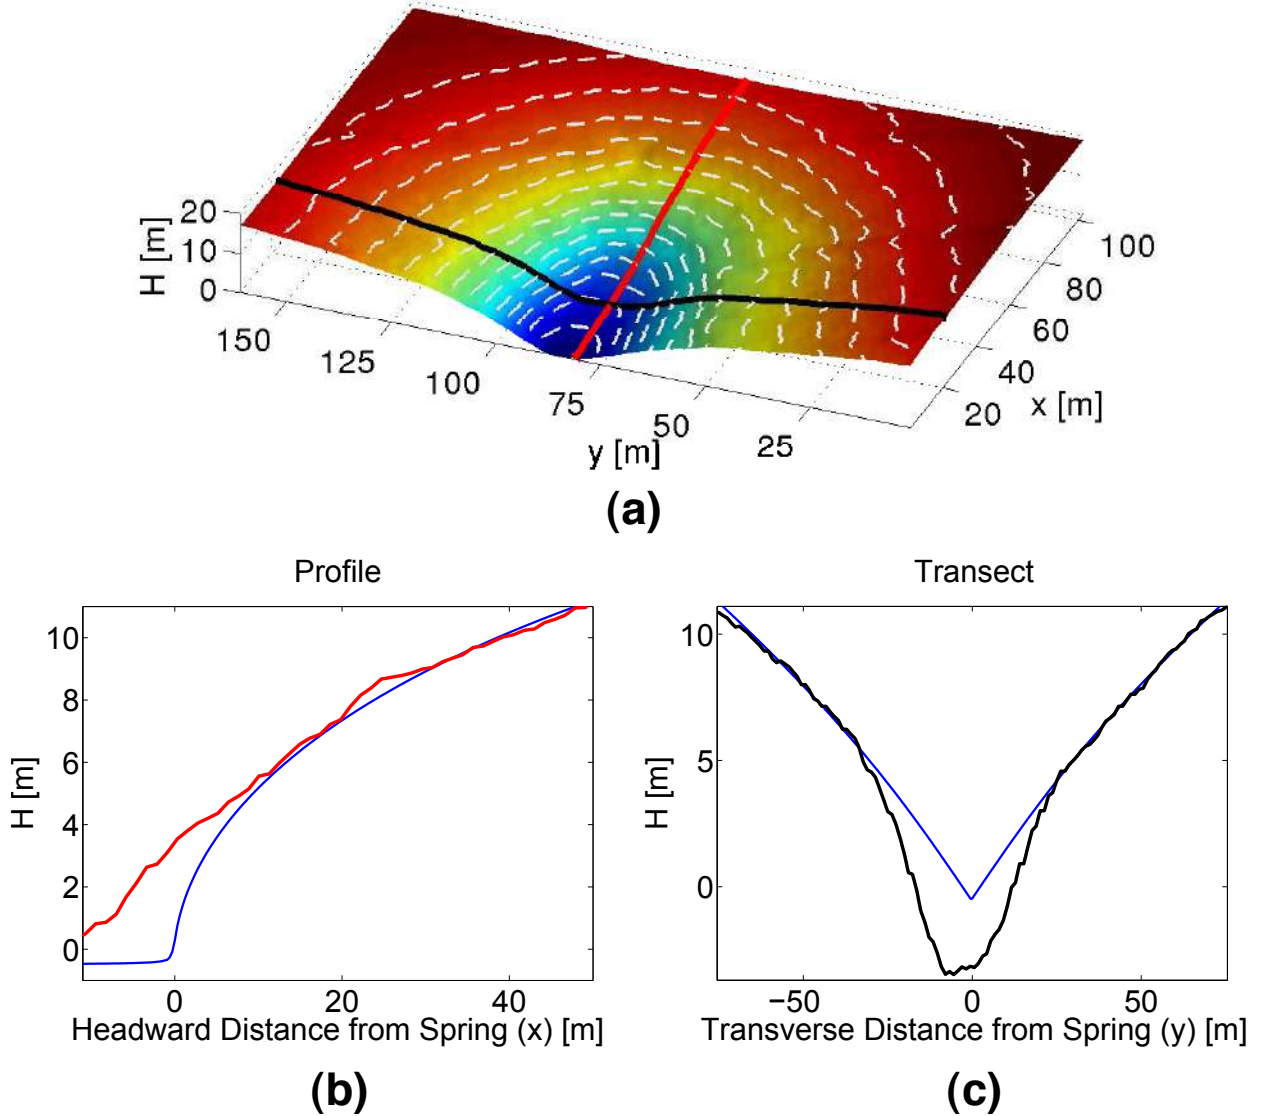 20
10
0
H [m]
150
125
100
75
50
25
y [m]
100
80
60
40
20
x [m]
(a)
Profile
Transect
10
8
6
4
2
0
H [m]
0
20
40
Headward Distance from Spring (x) [m]
(b)
10
5
0
H [m]
−50
0
50
Transverse Distance from Spring (y) [m]
(c)